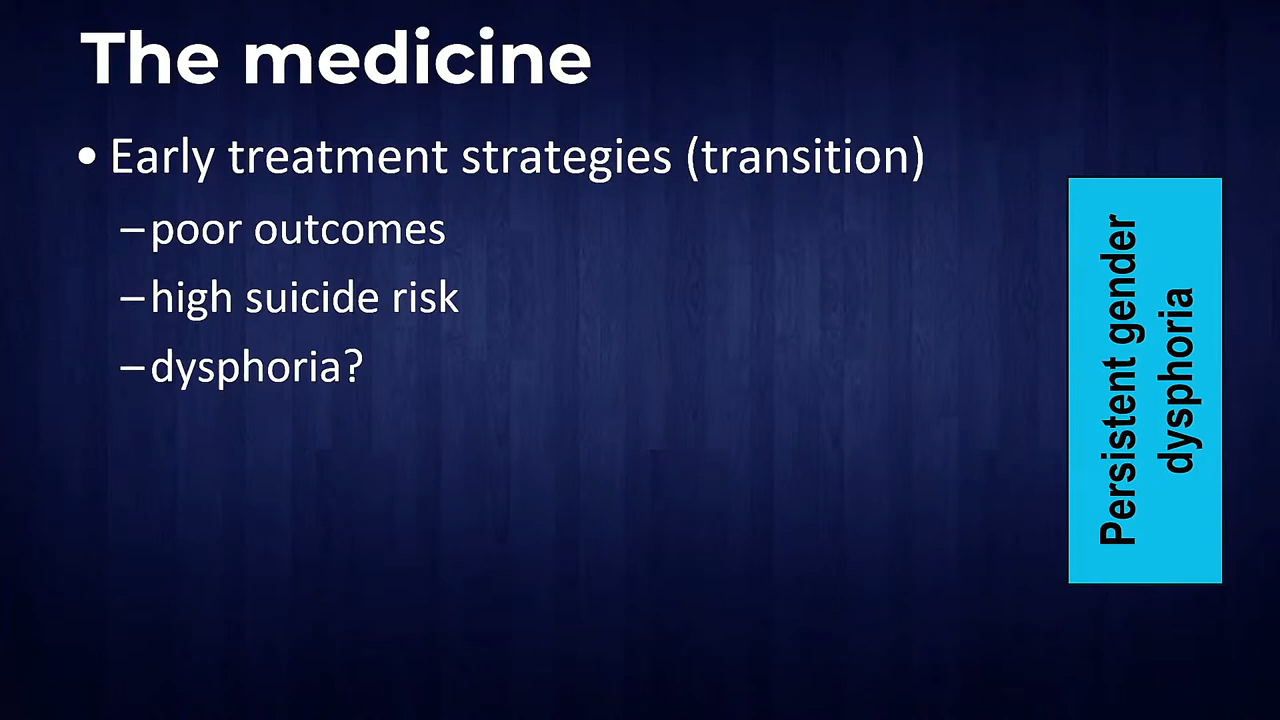 The medicine
• Early treatment strategies (transition)
–poor outcomes
–high suicide risk
–dysphoria?
Persistent gender
dysphoria